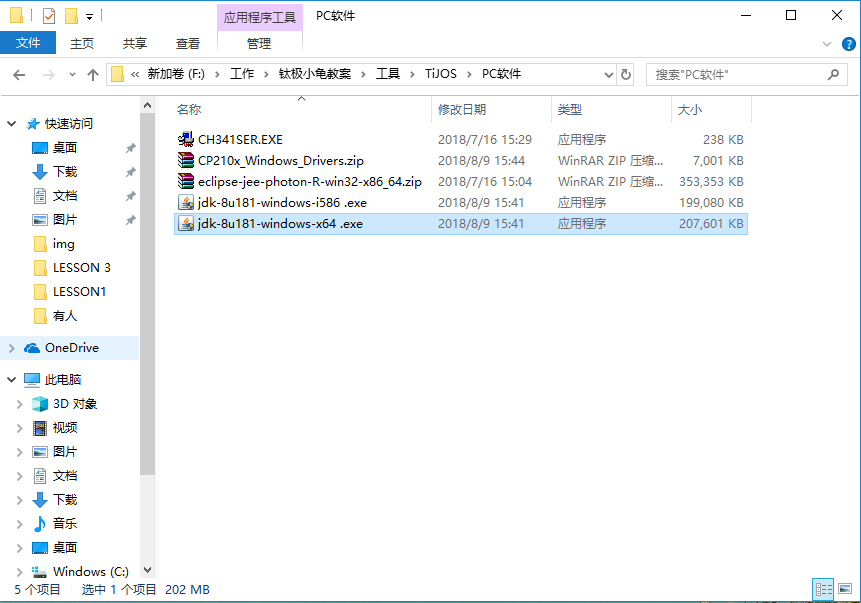 应用程序工具 PC软件
文件 主页 共享 查看 管理
« 新加卷 (F:) › 工作 › 钛极小龟教案 › 工具 › TiJOS › PC软件
搜索"PC软件"
名称 修改日期 类型 大小
CH341SER.EXE 2018/7/16 15:29 应用程序 238 KB
CP210x_Windows_Drivers.zip 2018/8/9 15:44 WinRAR ZIP 压缩... 7,001 KB
eclipse-jee-photon-R-win32-x86_64.zip 2018/7/16 15:04 WinRAR ZIP 压缩... 353,353 KB
jdk-8u181-windows-i586 .exe 2018/8/9 15:41 应用程序 199,080 KB
jdk-8u181-windows-x64 .exe 2018/8/9 15:41 应用程序 207,601 KB
快速访问
桌面
下载
文档
图片
img
LESSON 3
LESSON1
有人
OneDrive
此电脑
3D 对象
视频
图片
文档
下载
音乐
桌面
Windows (C:)
5 个项目 选中 1 个项目 202 MB